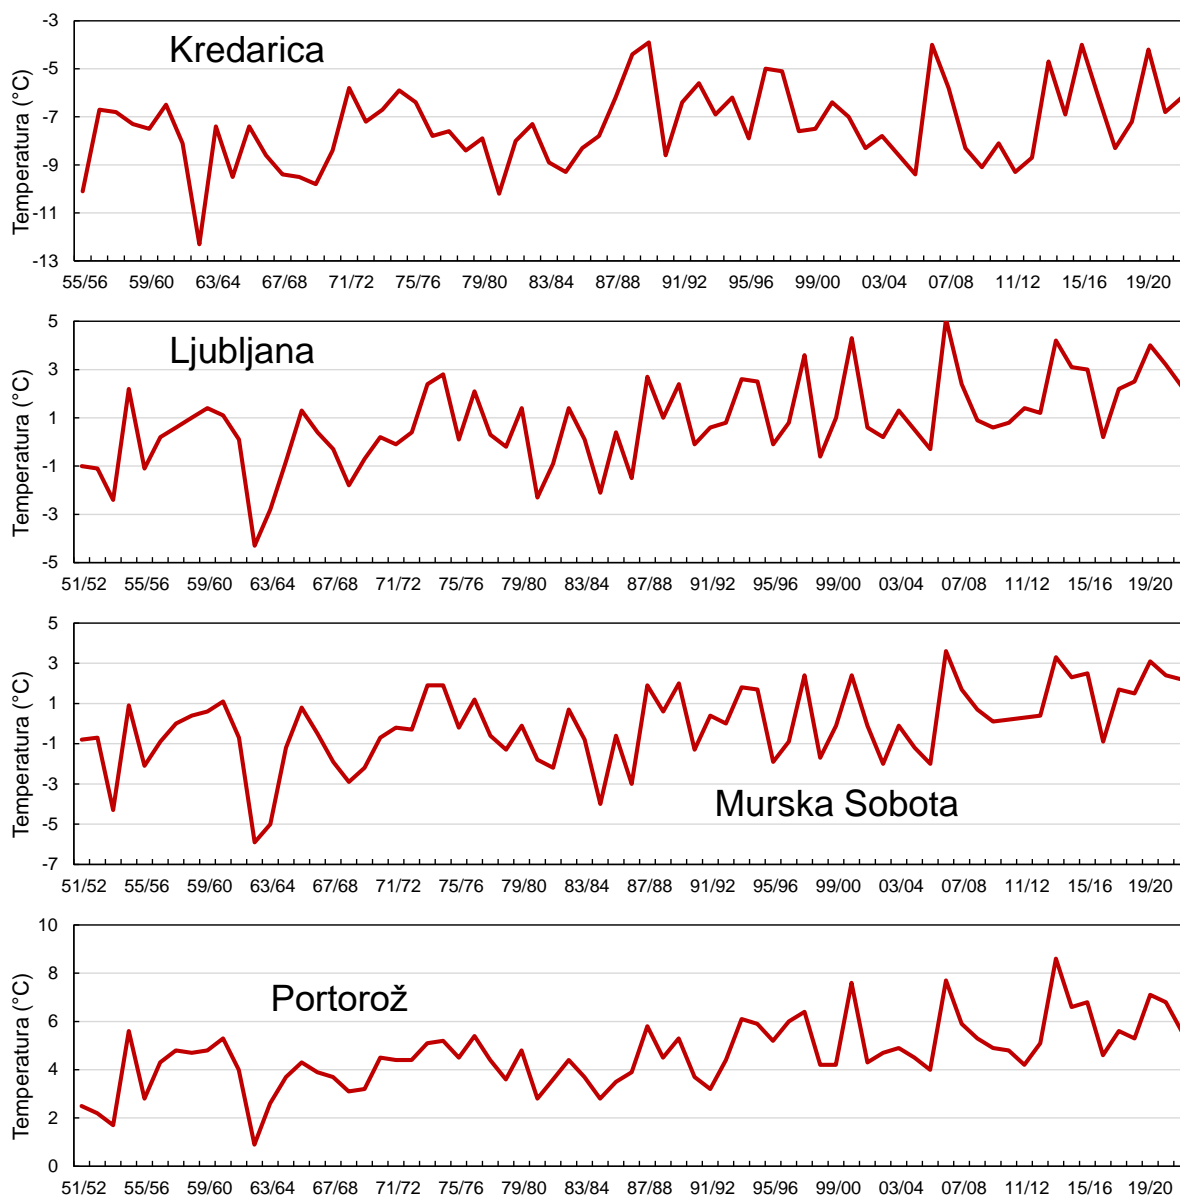 Kredarica
Temperatura (°C)
-3
-5
-7
-9
-11
-13
55/56 59/60 63/64 67/68 71/72 75/76 79/80 83/84 87/88 91/92 95/96 99/00 03/04 07/08 11/12 15/16 19/20
Ljubljana
Temperatura (°C)
5
3
1
-1
-3
-5
51/52 55/56 59/60 63/64 67/68 71/72 75/76 79/80 83/84 87/88 91/92 95/96 99/00 03/04 07/08 11/12 15/16 19/20
Murska Sobota
Temperatura (°C)
5
3
1
-1
-3
-5
-7
51/52 55/56 59/60 63/64 67/68 71/72 75/76 79/80 83/84 87/88 91/92 95/96 99/00 03/04 07/08 11/12 15/16 19/20
Portorož
Temperatura (°C)
10
8
6
4
2
0
51/52 55/56 59/60 63/64 67/68 71/72 75/76 79/80 83/84 87/88 91/92 95/96 99/00 03/04 07/08 11/12 15/16 19/20